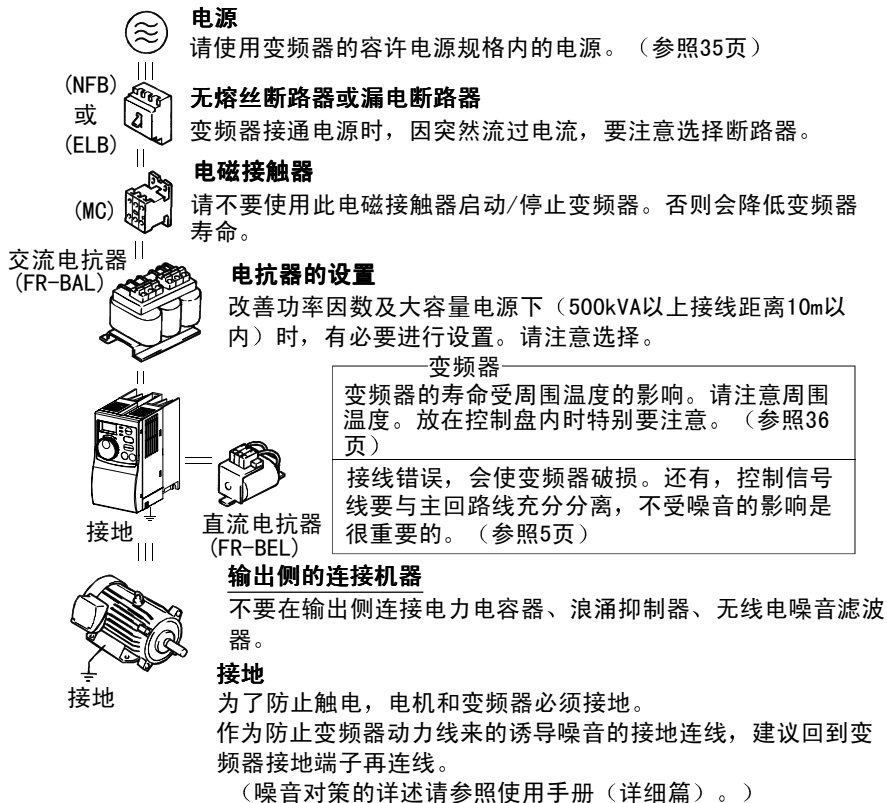 电源
请使用变频器的容许电源规格内的电源。（参照35页）
(NFB)
或
(ELB)
无熔丝断路器或漏电断路器
变频器接通电源时，因突然流过电流，要注意选择断路器。
电磁接触器
(MC)
请不要使用此电磁接触器启动/停止变频器。否则会降低变频器
寿命。
交流电抗器
(FR-BAL)
电抗器的设置
改善功率因数及大容量电源下（500kVA以上接线距离10m以
内）时，有必要进行设置。请注意选择。
变频器
变频器的寿命受周围温度的影响。请注意周围
温度。放在控制盘内时特别要注意。（参照36
页）
接线错误，会使变频器破损。还有，控制信号
线要与主回路线充分分离，不受噪音的影响是
很重要的。（参照5页）
接地
直流电抗器
(FR-BEL)
输出侧的连接机器
不要在输出侧连接电力电容器、浪涌抑制器、无线电噪音滤波
器。
接地
接地
为了防止触电，电机和变频器必须接地。
作为防止变频器动力线来的诱导噪音的接地连线，建议回到变
频器接地端子再连线。
（噪音对策的详述请参照使用手册（详细篇）。）